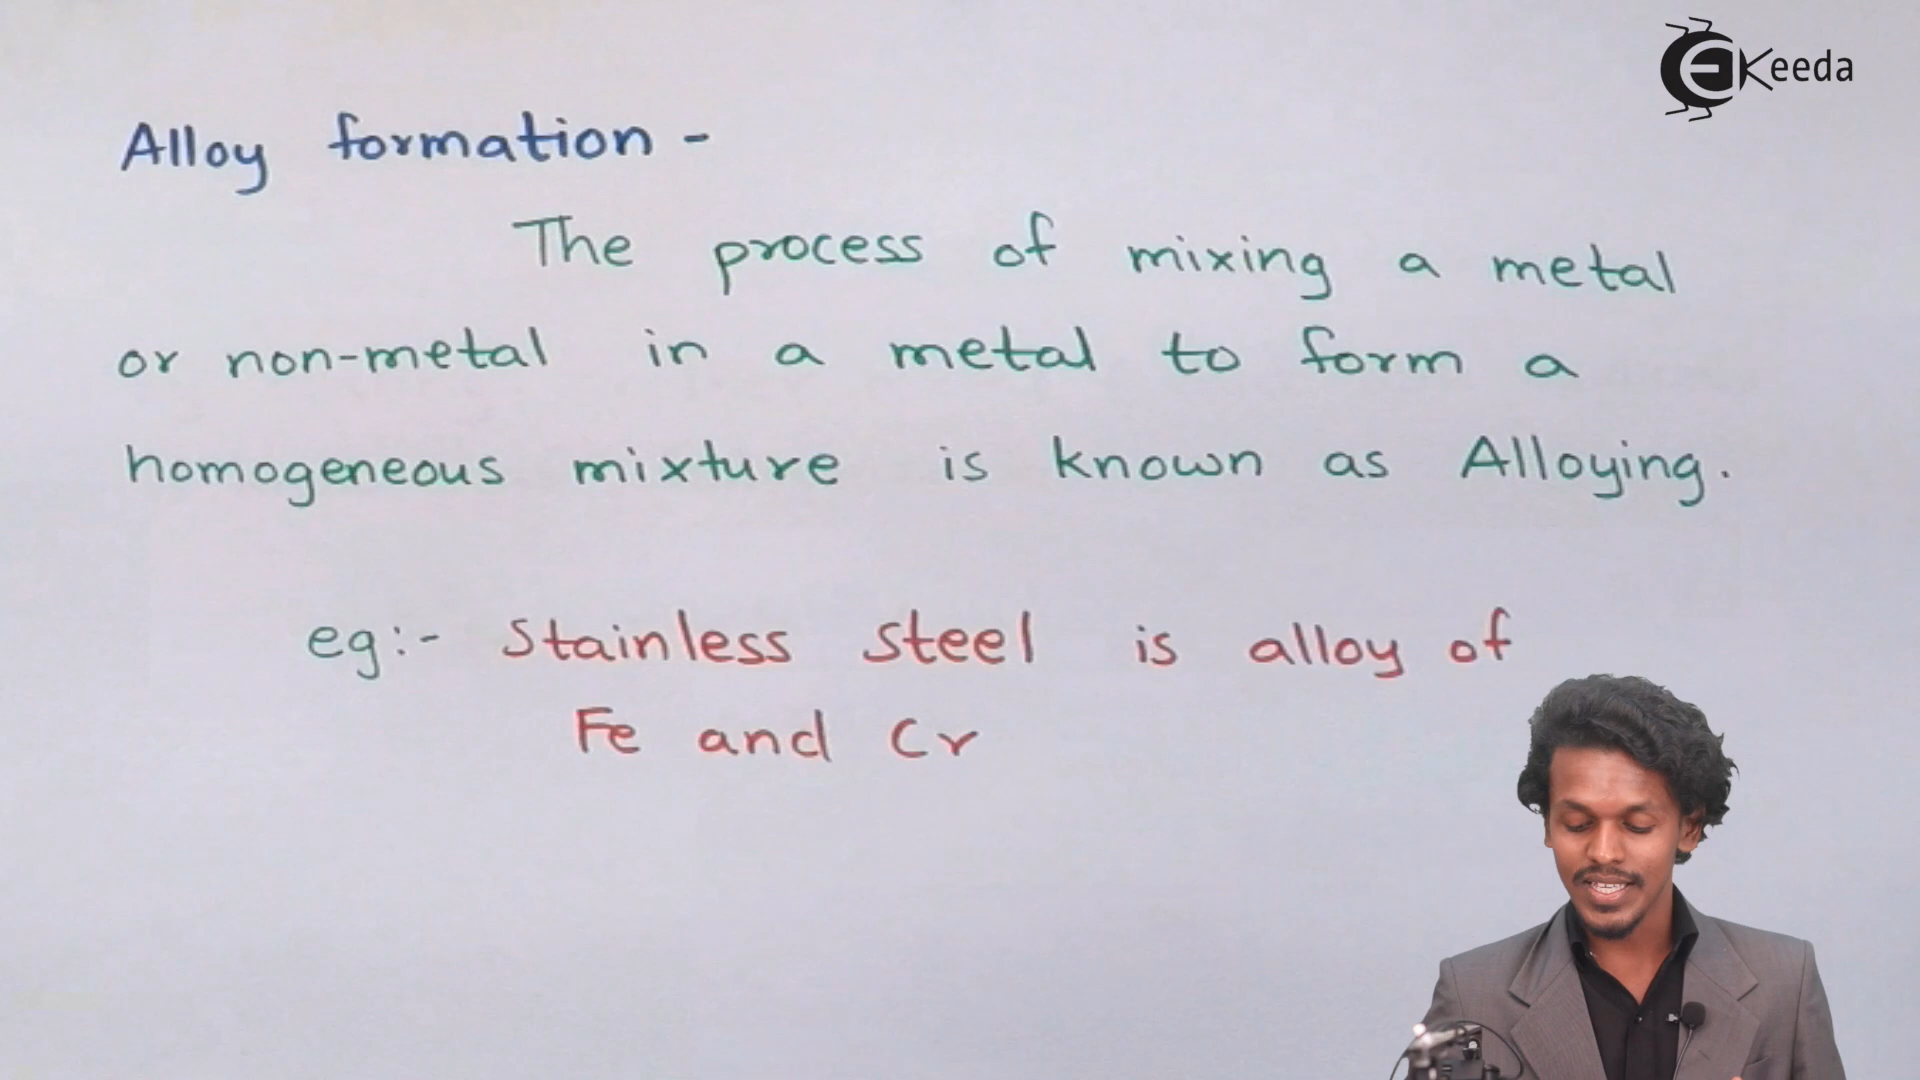 EKeeda
Alloy formation -
The process of mixing a metal
or non-metal in a metal to form a
homogeneous mixture is known as Alloying.
eg:- Stainless steel is alloy of
Fe and Cr